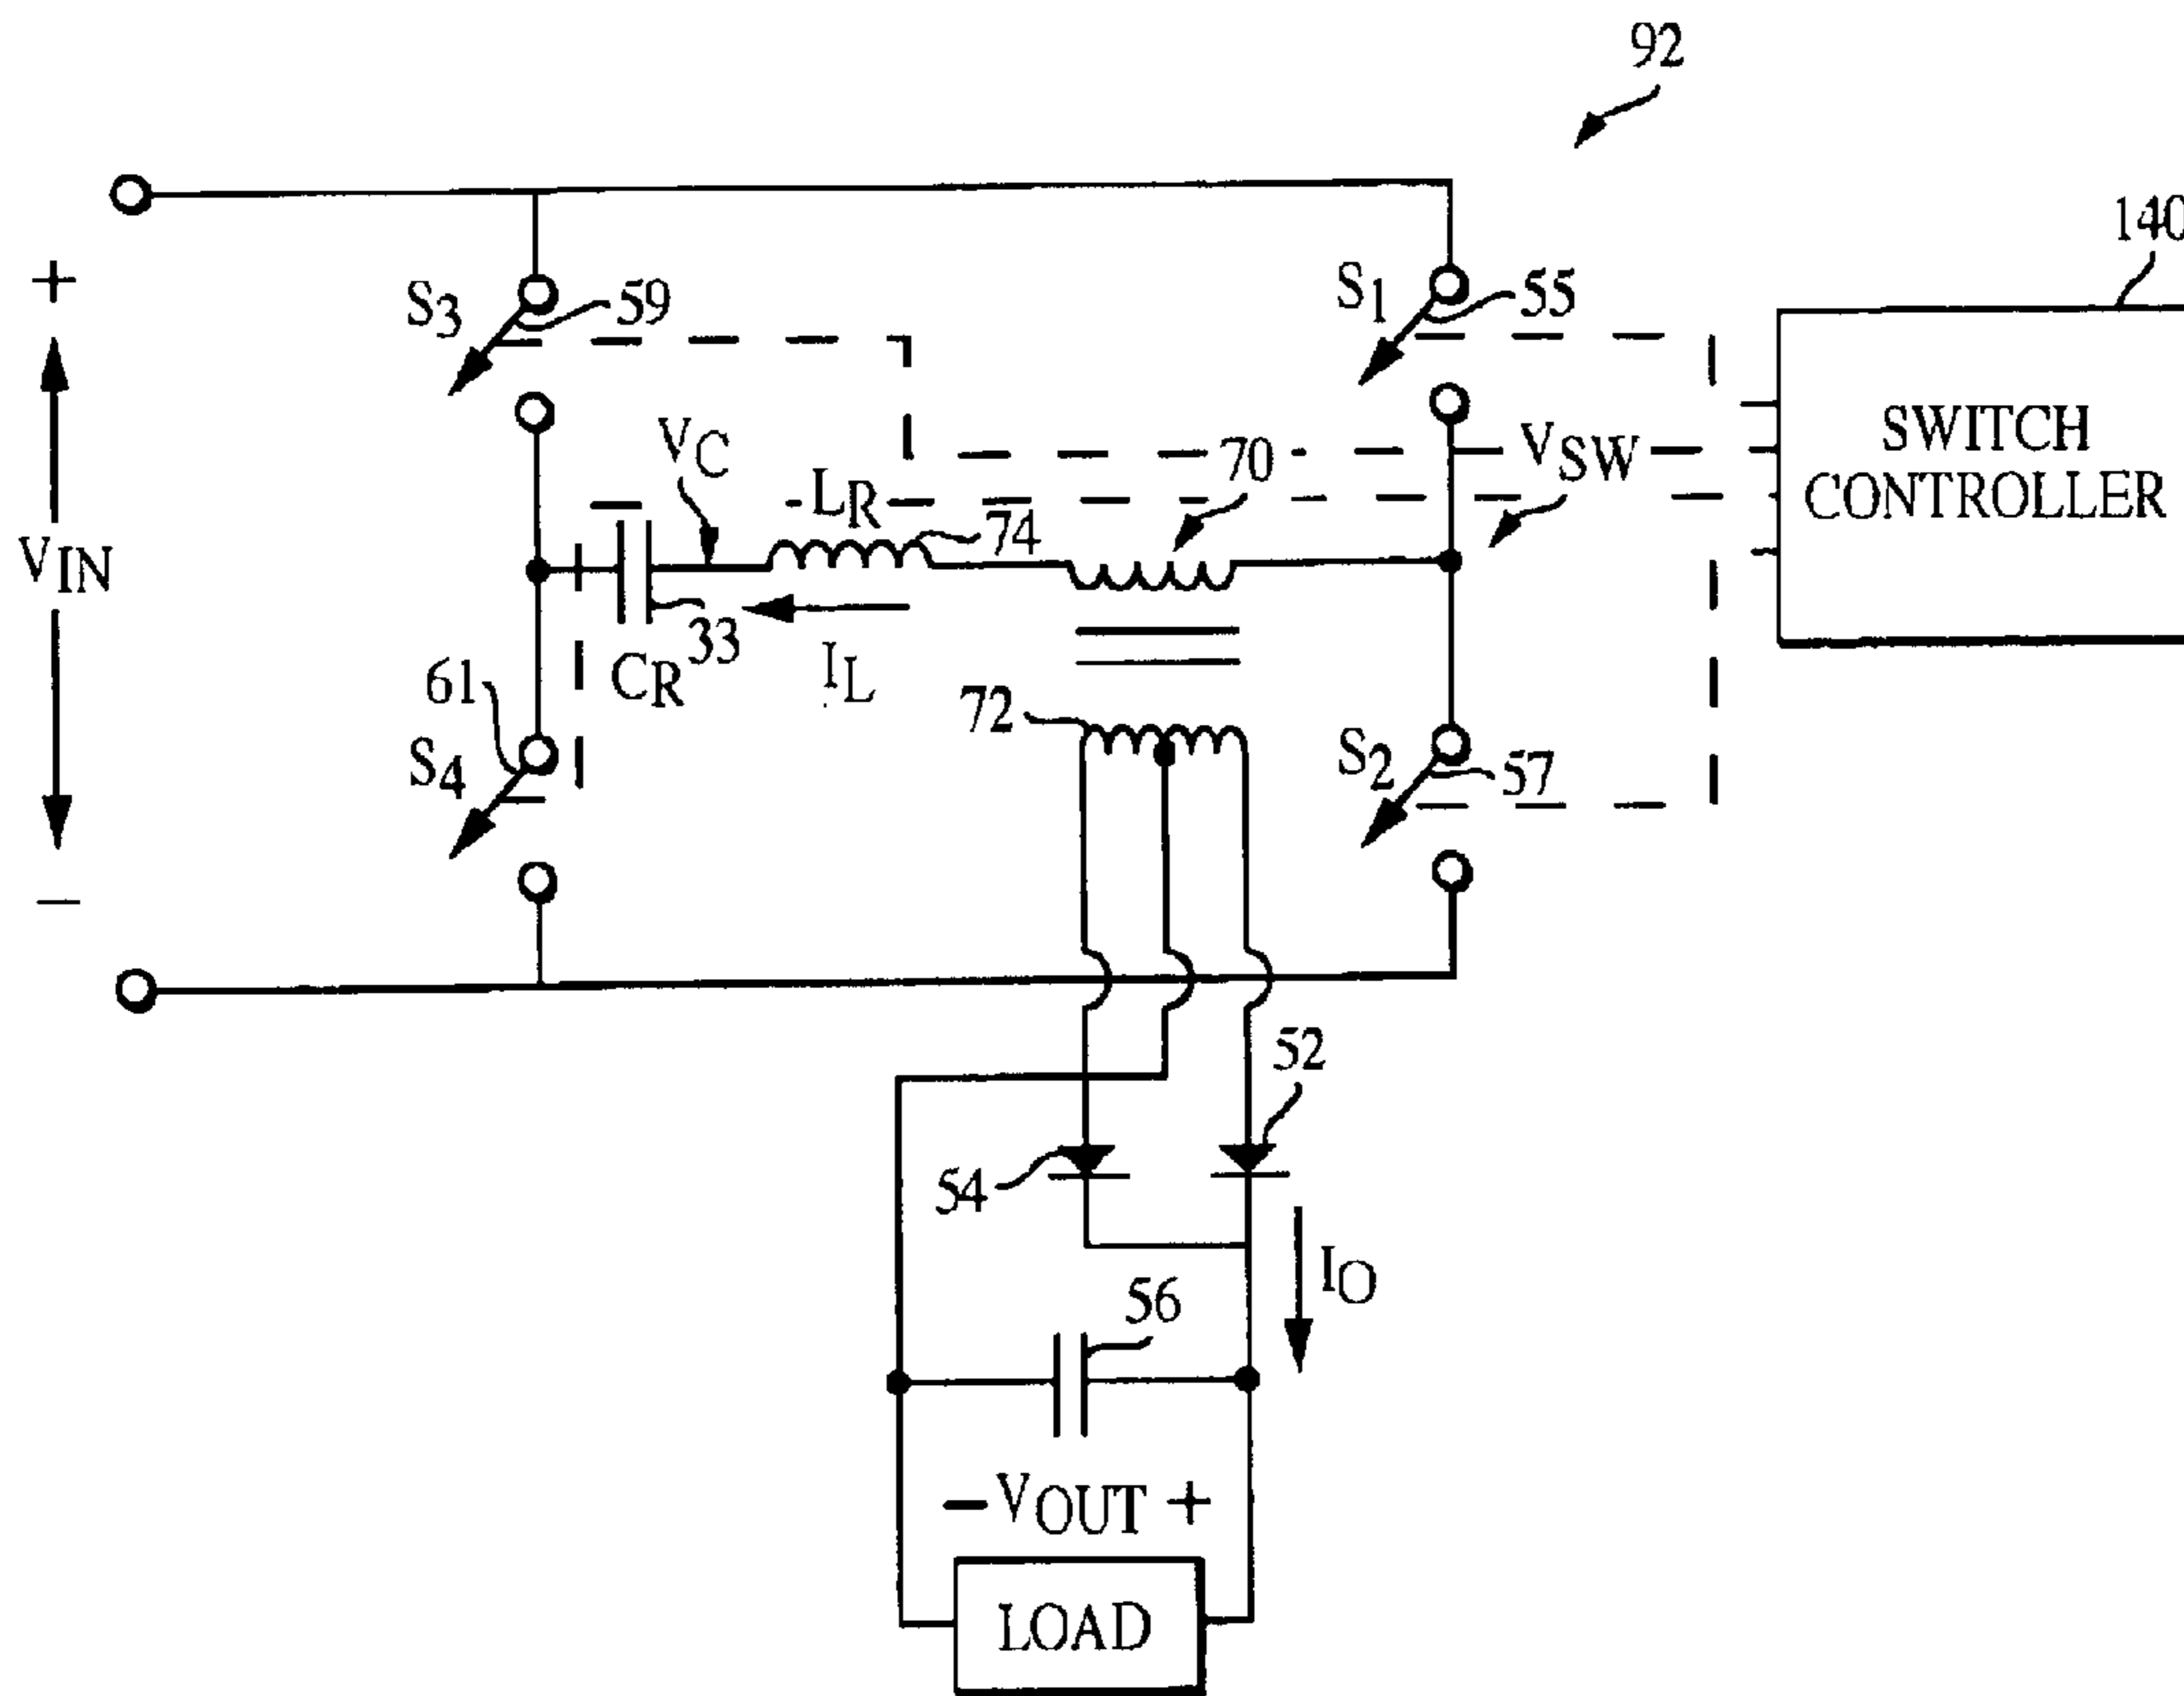 92
140
+
S3
59
S1
55
SWITCH
CONTROLLER
VC
70
VSW
LR
74
VIN
33
CR
IL
61
72
S4
S2
57
−
52
54
IO
56
− VOUT +
LOAD